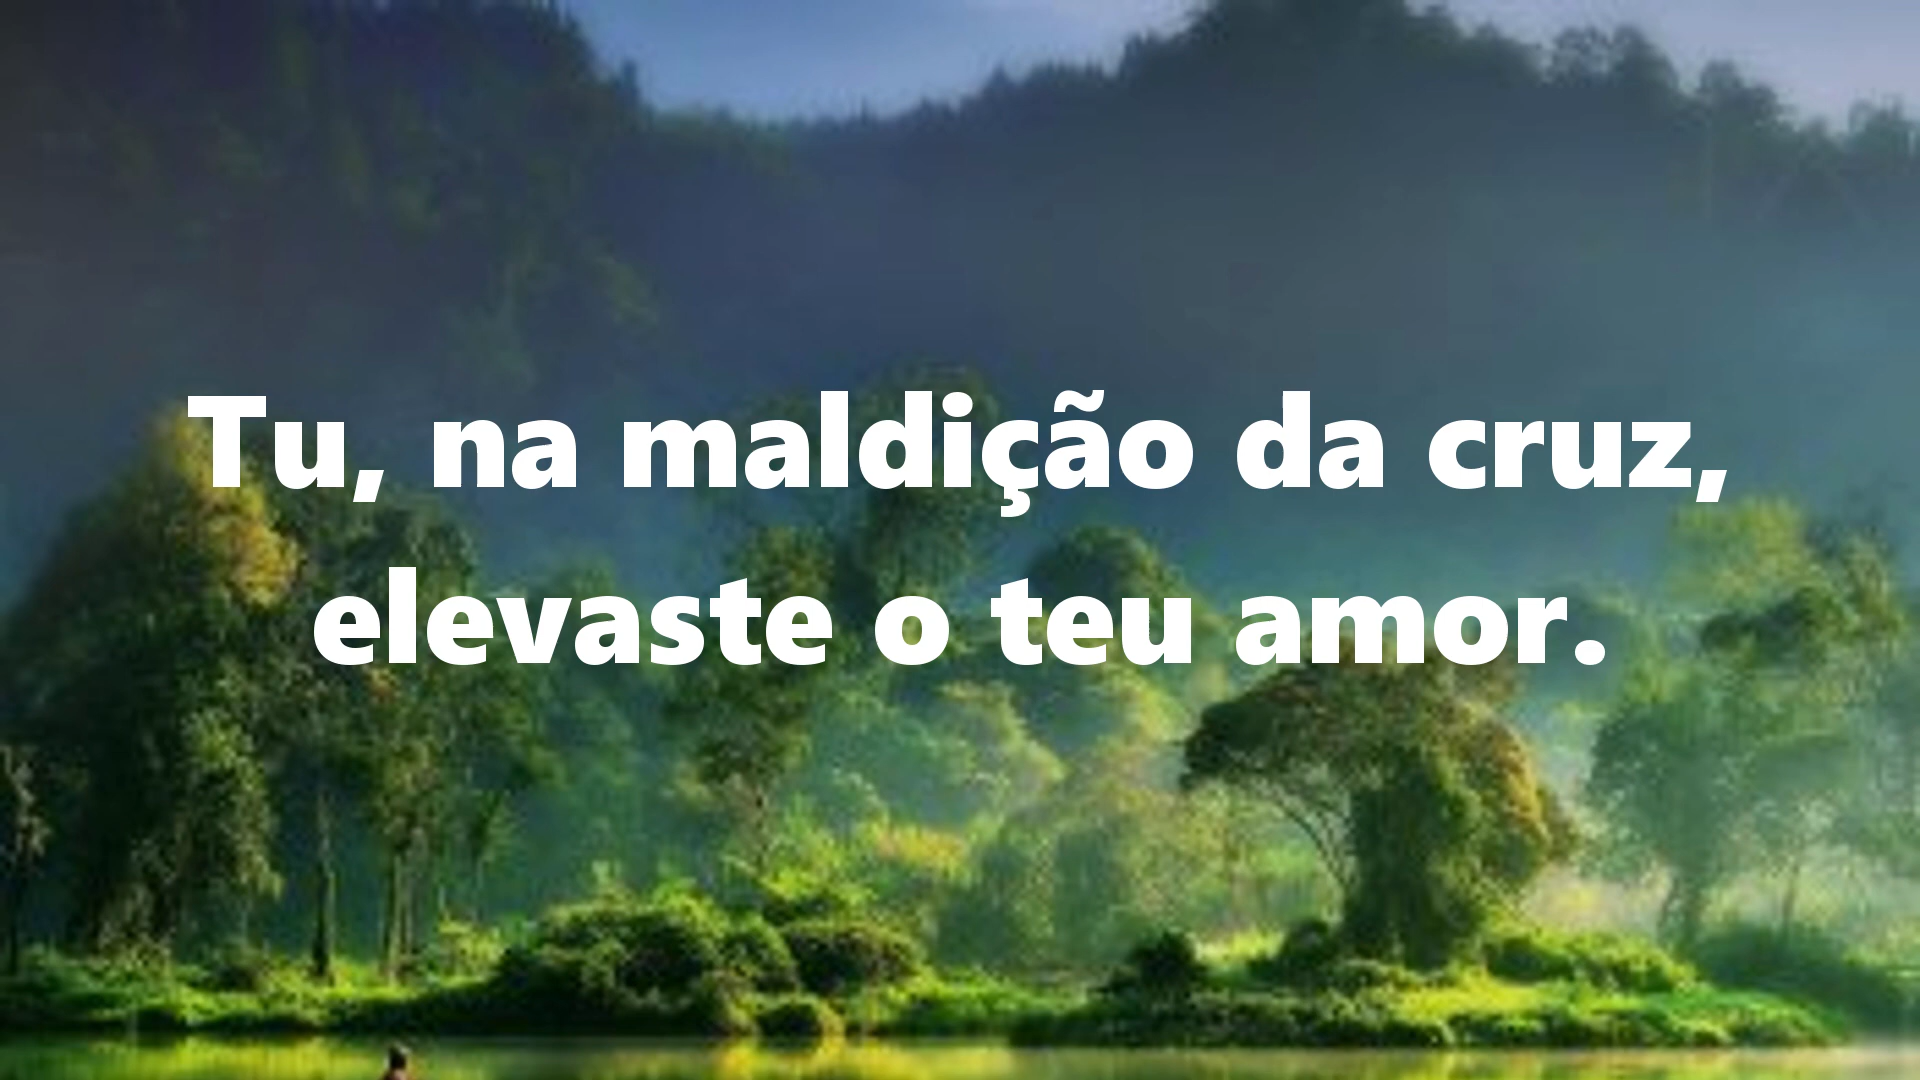 Tu, na maldição da cruz,
elevaste o teu amor.